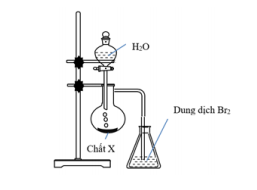 H₂O
Dung dịch Br₂
Chất X